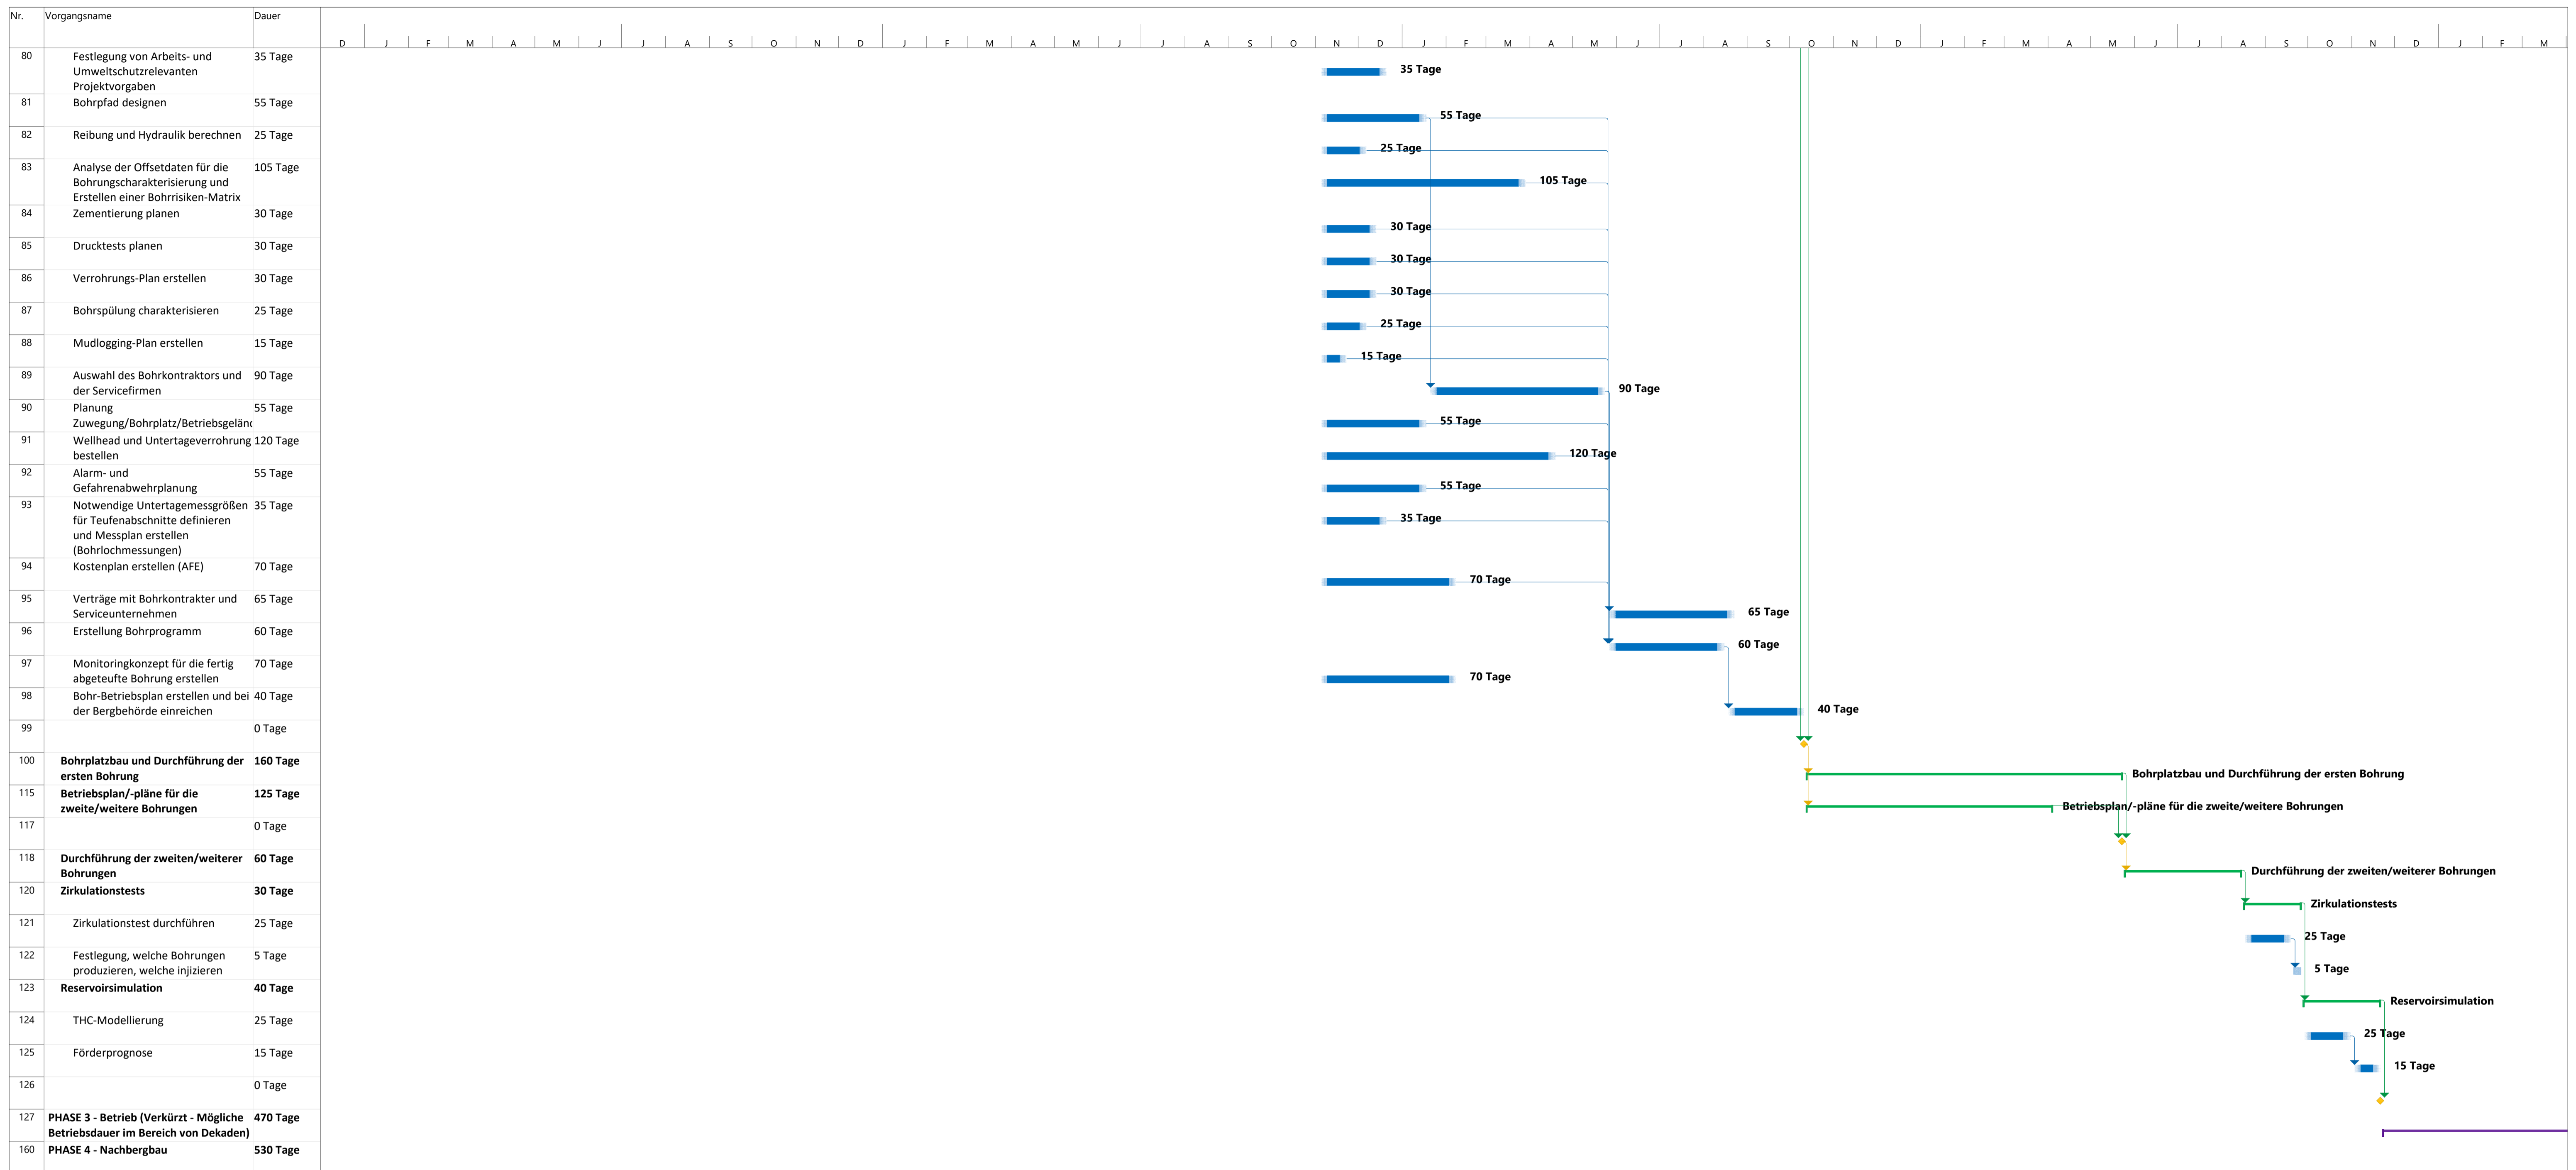 Nr. Vorgangsname Dauer
D J F M A M J J A S O N D J F M A M J J A S O N D J F M A M J J A S O N D J F M A M J J A S O N D J F M
80 Festlegung von Arbeits- und 35 Tage
Umweltschutzrelevanten
Projektvorgaben
35 Tage
81 Bohrpfad designen 55 Tage
55 Tage
82 Reibung und Hydraulik berechnen 25 Tage
25 Tage
83 Analyse der Offsetdaten für die 105 Tage
Bohrungscharakterisierung und
Erstellen einer Bohrrisiken-Matrix
105 Tage
84 Zementierung planen 30 Tage
30 Tage
85 Drucktests planen 30 Tage
30 Tage
86 Verrohrungs-Plan erstellen 30 Tage
30 Tage
87 Bohrspülung charakterisieren 25 Tage
25 Tage
88 Mudlogging-Plan erstellen 15 Tage
15 Tage
89 Auswahl des Bohrkontraktors und 90 Tage
der Servicefirmen
90 Tage
90 Planung 55 Tage
Zuwegung/Bohrplatz/Betriebsgelänc
55 Tage
91 Wellhead und Untertageverrohrung 120 Tage
bestellen
120 Tage
92 Alarm- und 55 Tage
Gefahrenabwehrplanung
55 Tage
93 Notwendige Untertagemessgrößen 35 Tage
für Teufenabschnitte definieren
und Messplan erstellen
(Bohrlochmessungen)
35 Tage
94 Kostenplan erstellen (AFE) 70 Tage
70 Tage
95 Verträge mit Bohrkontrakter und 65 Tage
Serviceunternehmen
65 Tage
96 Erstellung Bohrprogramm 60 Tage
60 Tage
97 Monitoringkonzept für die fertig 70 Tage
abgeteufte Bohrung erstellen
70 Tage
98 Bohr-Betriebsplan erstellen und bei 40 Tage
der Bergbehörde einreichen
40 Tage
99 0 Tage
100 Bohrplatzbau und Durchführung der 160 Tage
ersten Bohrung
Bohrplatzbau und Durchführung der ersten Bohrung
115 Betriebsplan/-pläne für die 125 Tage
zweite/weitere Bohrungen
Betriebsplan/-pläne für die zweite/weitere Bohrungen
117 0 Tage
118 Durchführung der zweiten/weiterer 60 Tage
Bohrungen
Durchführung der zweiten/weiterer Bohrungen
120 Zirkulationstests 30 Tage
Zirkulationstests
121 Zirkulationstest durchführen 25 Tage
25 Tage
122 Festlegung, welche Bohrungen 5 Tage
produzieren, welche injizieren
5 Tage
123 Reservoirsimulation 40 Tage
Reservoirsimulation
124 THC-Modellierung 25 Tage
25 Tage
125 Förderprognose 15 Tage
15 Tage
126 0 Tage
127 PHASE 3 - Betrieb (Verkürzt - Mögliche 470 Tage
Betriebsdauer im Bereich von Dekaden)
160 PHASE 4 - Nachbergbau 530 Tage